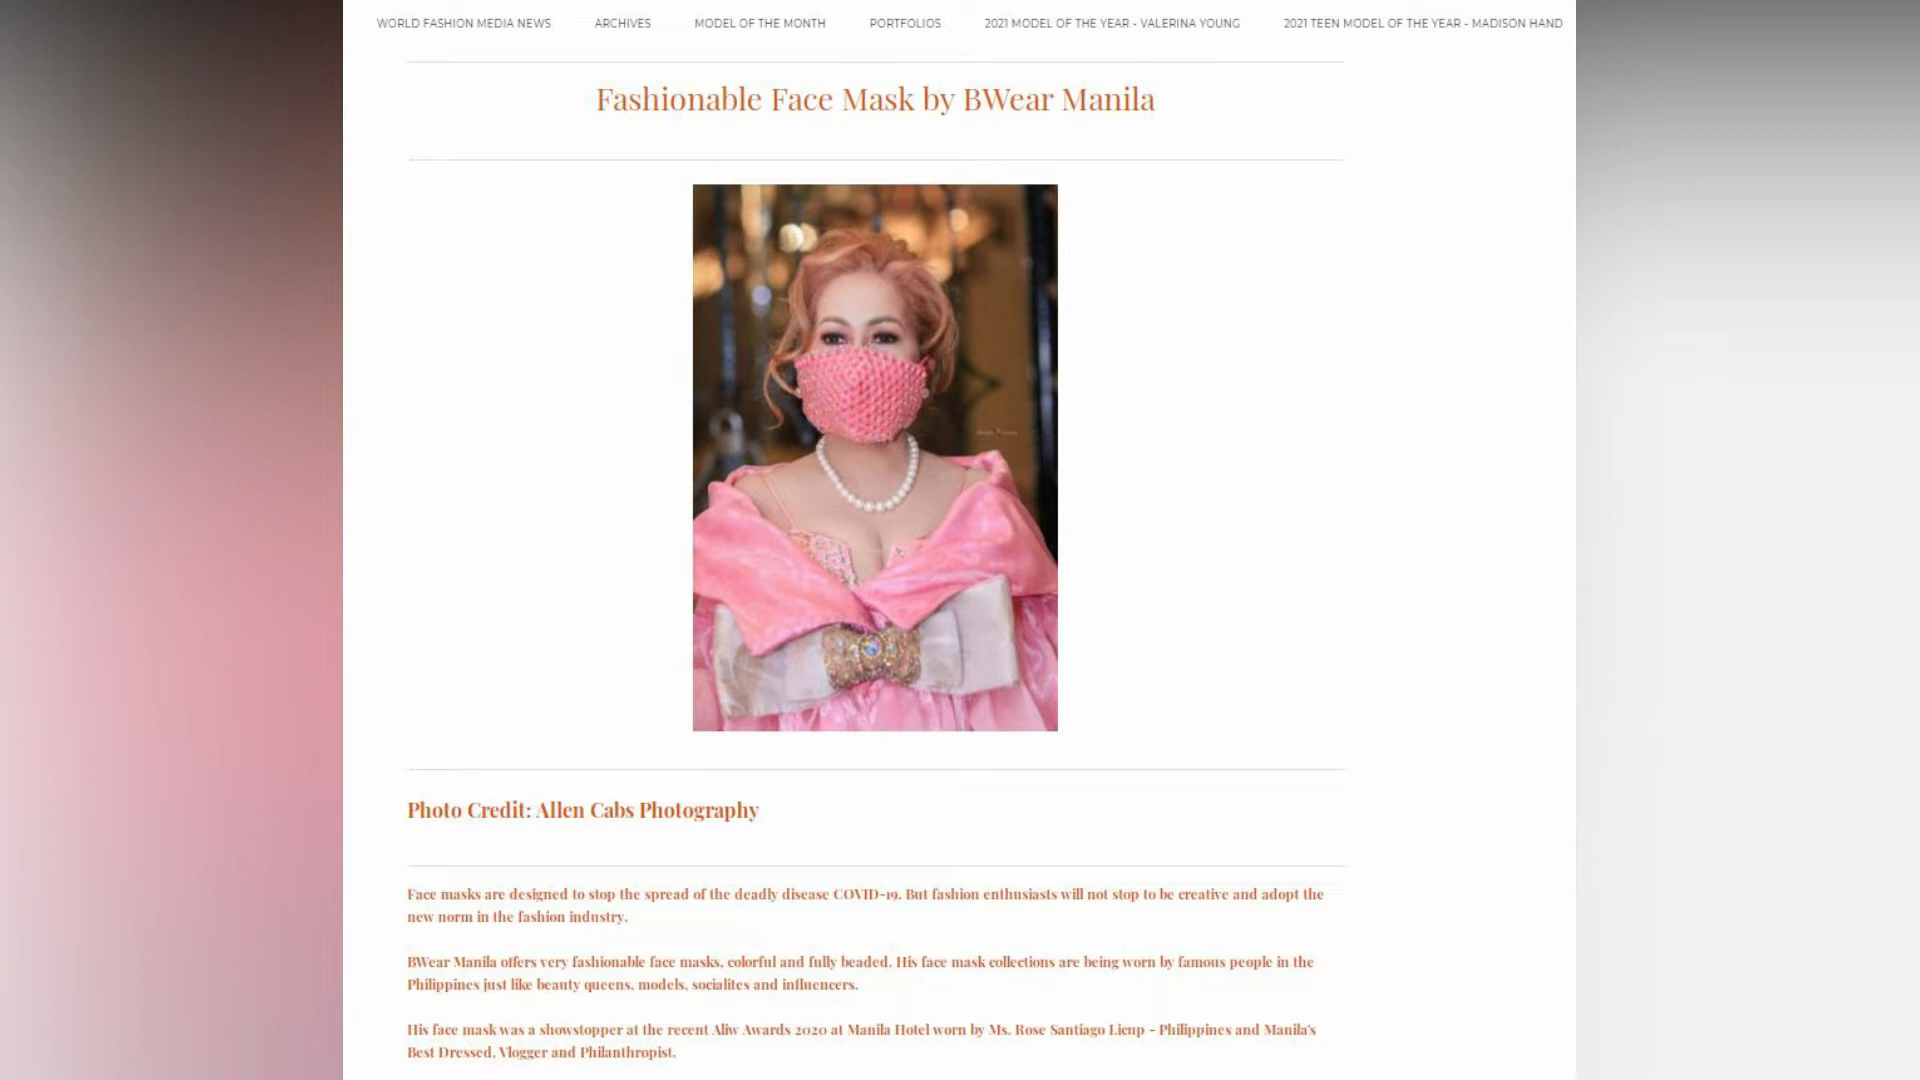 WORLD FASHION MEDIA NEWS ARCHIVES MODEL OF THE MONTH PORTFOLIOS 2021 MODEL OF THE YEAR - VALERINA YOUNG 2021 TEEN MODEL OF THE YEAR - MADISON HAND
Fashionable Face Mask by BWear Manila
Photo Credit: Allen Cabs Photography
Face masks are designed to stop the spread of the deadly disease COVID-19. But fashion enthusiasts will not stop to be creative and adopt the
new norm in the fashion industry.
BWear Manila offers very fashionable face masks, colorful and fully beaded. His face mask collections are being worn by famous people in the
Philippines just like beauty queens, models, socialites and influencers.
His face mask was a showstopper at the recent Aliw Awards 2020 at Manila Hotel worn by Ms. Rose Santiago Licup - Philippines and Manila's
Best Dressed, Vlogger and Philanthropist.